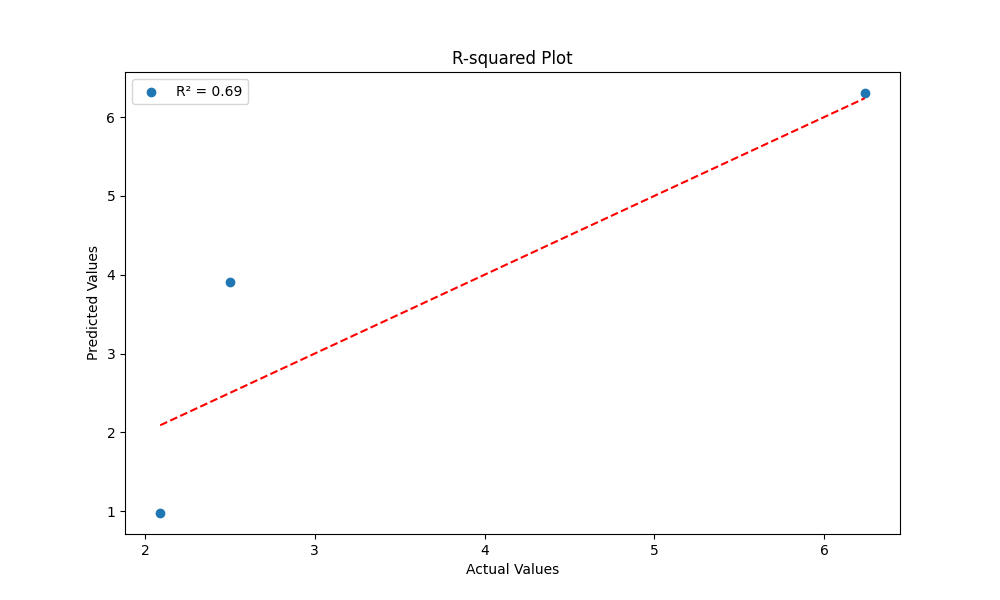 R-squared Plot
R² = 0.69
6
5
4
3
2
1
Predicted Values
2
3
4
5
6
Actual Values